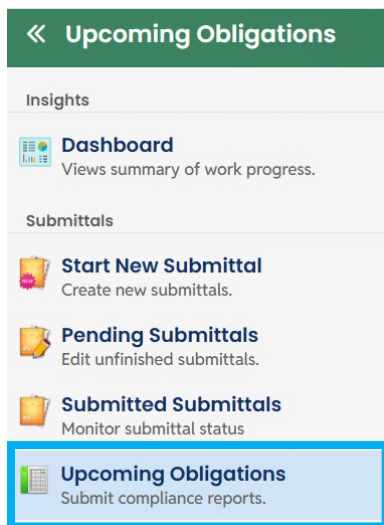 « Upcoming Obligations
Insights
Dashboard
Views summary of work progress.
Submittals
NEW
Start New Submittal
Create new submittals.
Pending Submittals
Edit unfinished submittals.
Submitted Submittals
Monitor submittal status
Upcoming Obligations
Submit compliance reports.